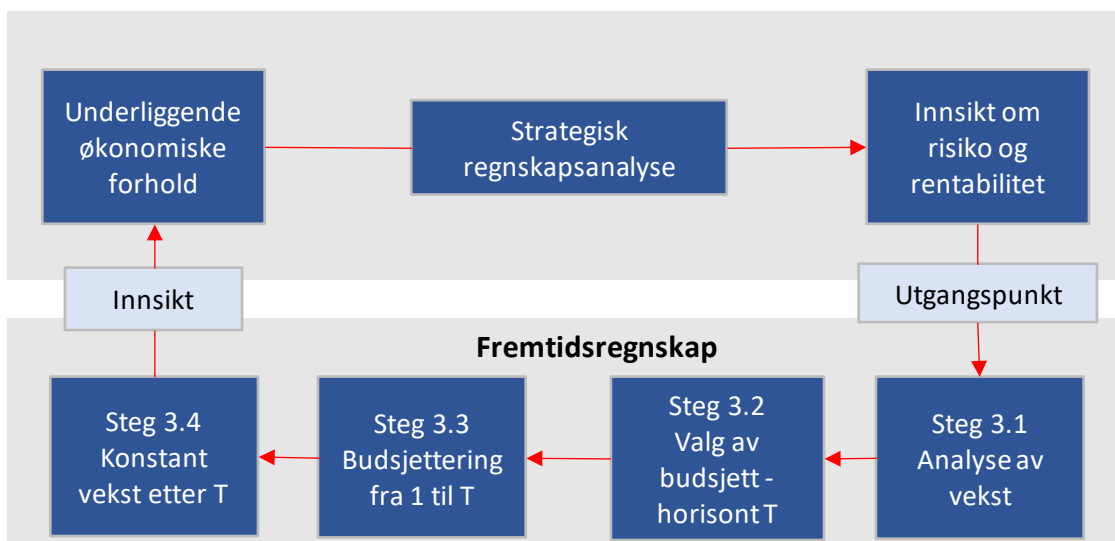 Underliggende
økonomiske
forhold
Strategisk
regnskapsanalyse
Innsikt om
risiko og
rentabilitet
Innsikt
Utgangspunkt
Fremtidsregnskap
Steg 3.4
Konstant
vekst etter T
Steg 3.3
Budsjettering
fra 1 til T
Steg 3.2
Valg av
budsjett -
horisont T
Steg 3.1
Analyse av
vekst